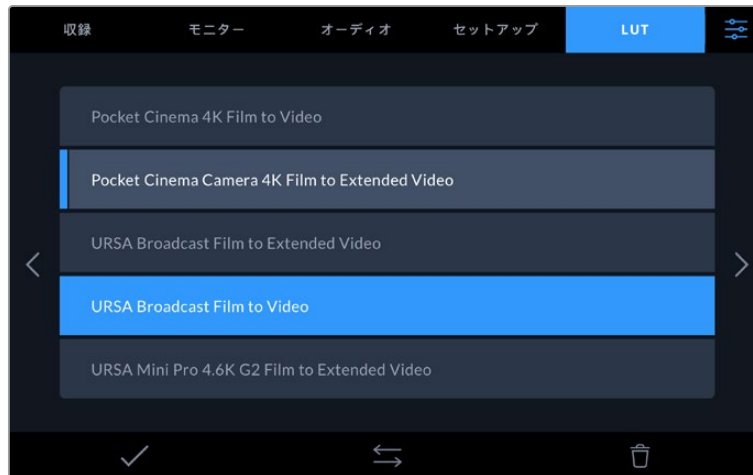 収録 モニター オーディオ セットアップ LUT
Pocket Cinema 4K Film to Video
Pocket Cinema Camera 4K Film to Extended Video
URSA Broadcast Film to Extended Video
URSA Broadcast Film to Video
URSA Mini Pro 4.6K G2 Film to Extended Video